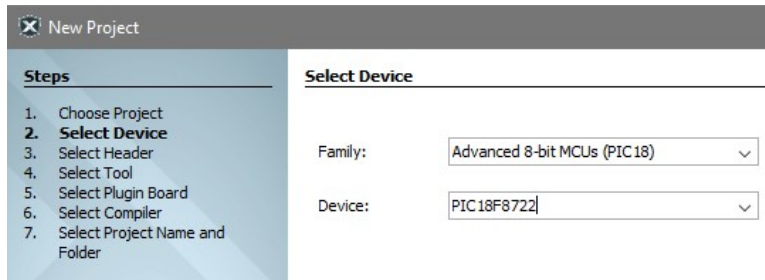 New Project
Steps
1. Choose Project
2. Select Device
3. Select Header
4. Select Tool
5. Select Plugin Board
6. Select Compiler
7. Select Project Name and
Folder
Select Device
Family: Advanced 8-bit MCUs (PIC18)
Device: PIC18F8722